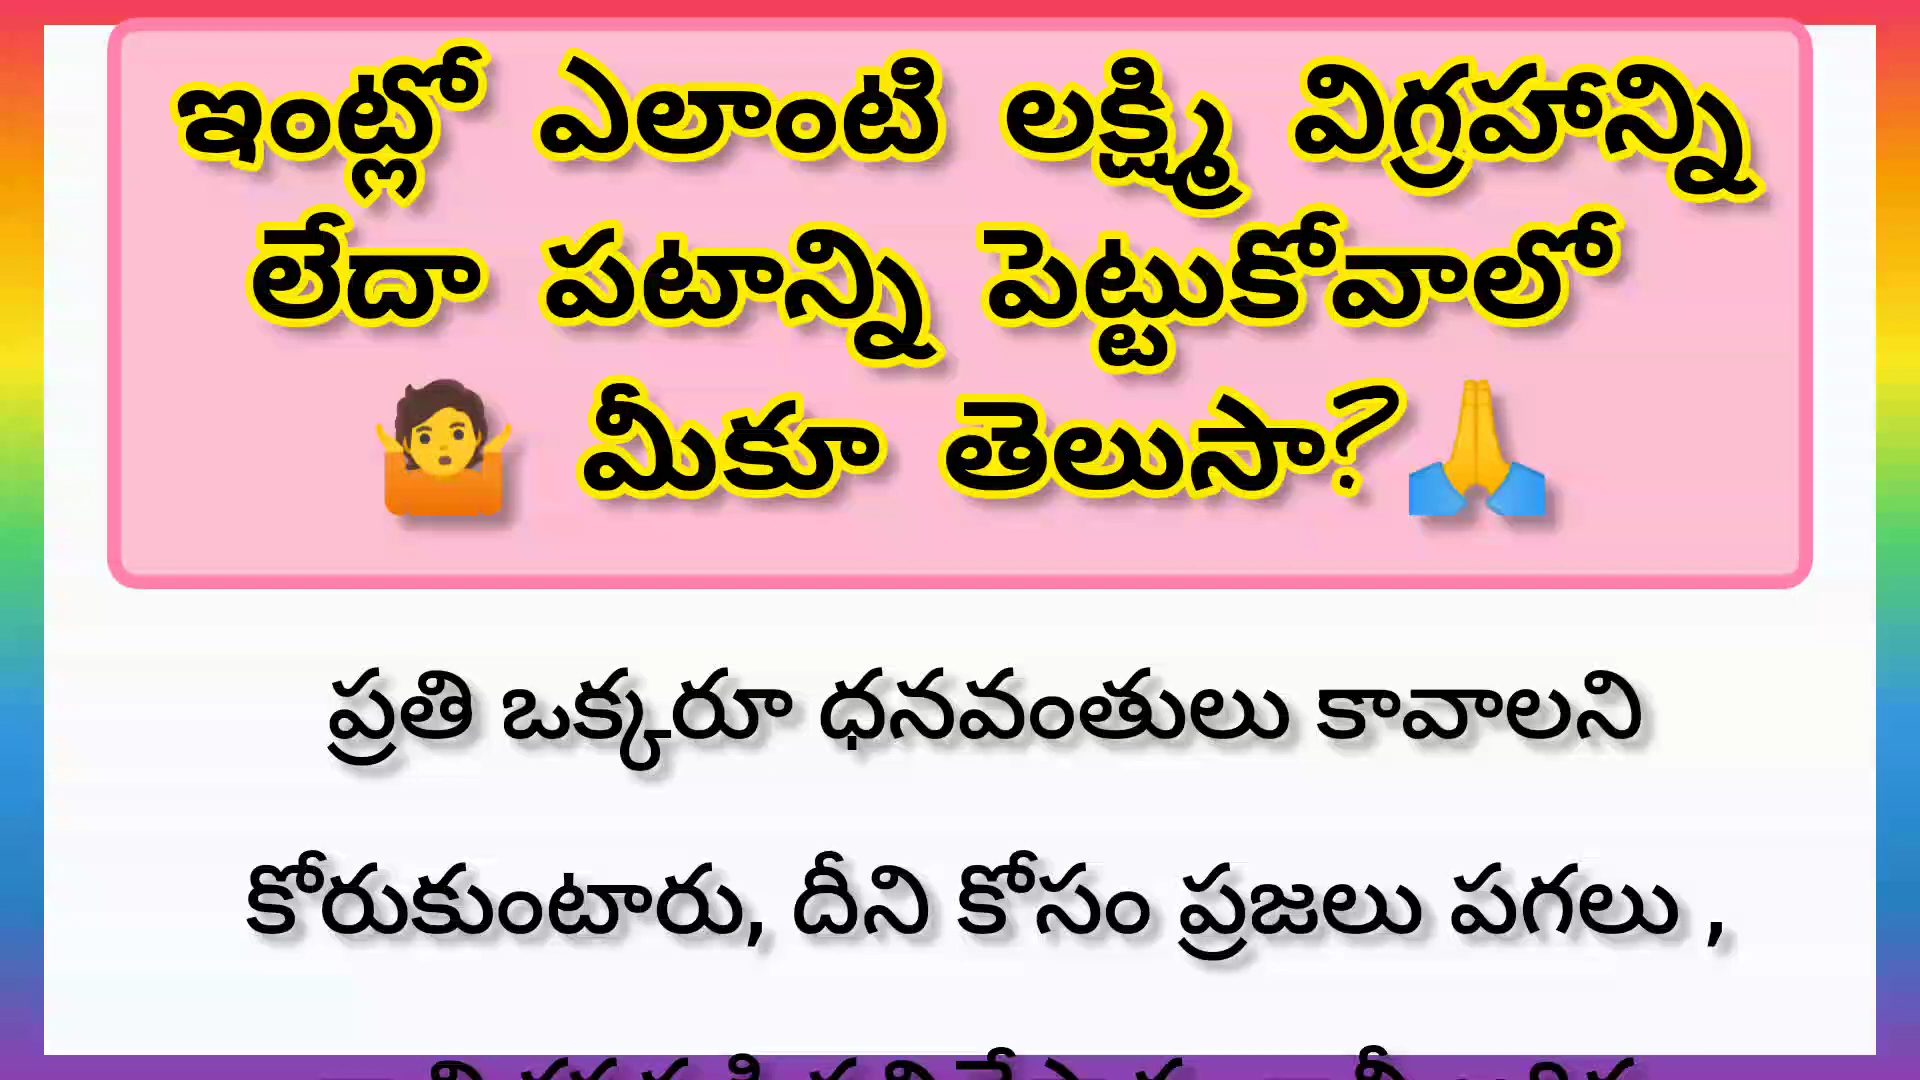 ఇంట్లో ఎలాంటి లక్ష్మి విగ్రహాన్ని
లేదా పటాన్ని పెట్టుకోవాలో
🤷 మీకూ తెలుసా?🙏
ప్రతి ఒక్కరూ ధనవంతులు కావాలని
కోరుకుంటారు, దీని కోసం ప్రజలు పగలు ,